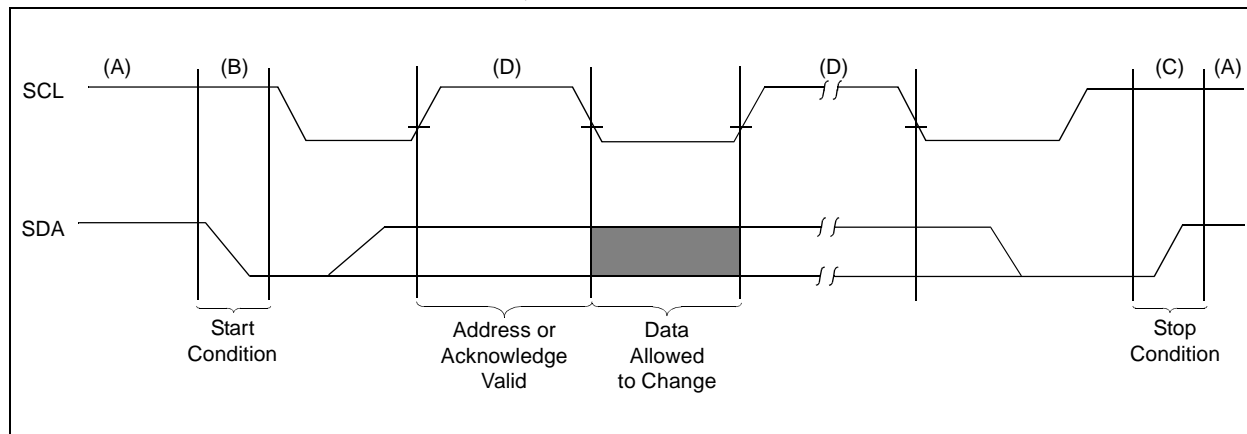 (A)
(B)
(D)
(D)
(C)
(A)
SCL
SDA
Start
Condition
Address or
Acknowledge
Valid
Data
Allowed
to Change
Stop
Condition